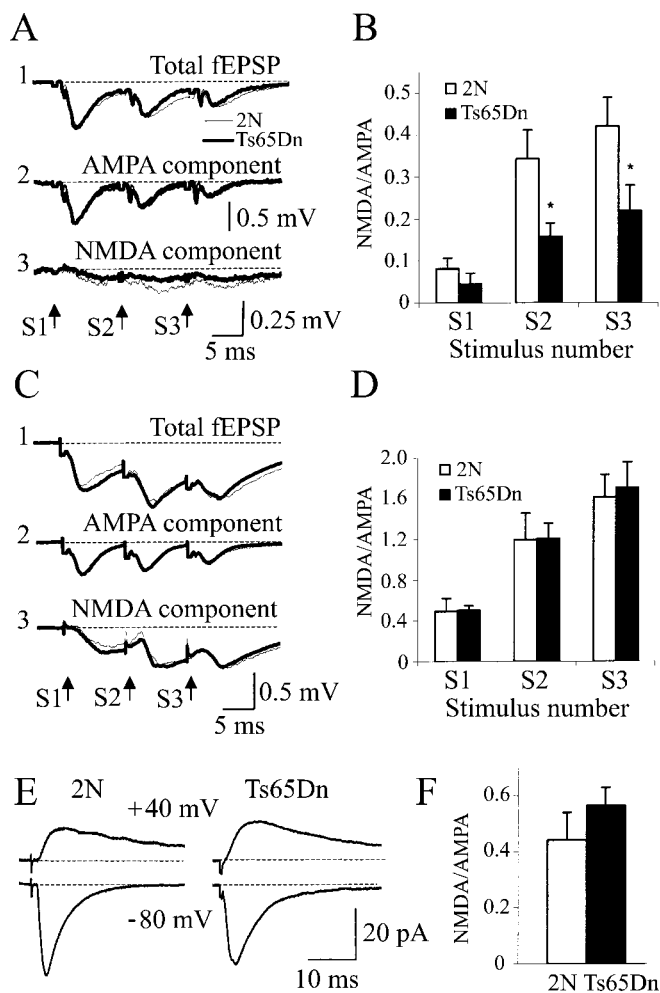 A
1
Total fEPSP
2N
Ts65Dn
2
AMPA component
0.5 mV
3
NMDA component
S1 S2 S3
0.25 mV
5 ms
B
2N
Ts65Dn
NMDA/AMPA
0.5
0.4
0.3
0.2
0.1
0
*
*
S1 S2 S3
Stimulus number
C
1
Total fEPSP
2
AMPA component
3
NMDA component
S1 S2 S3
0.5 mV
5 ms
D
2N
Ts65Dn
NMDA/AMPA
2.0
1.6
1.2
0.8
0.4
0
S1 S2 S3
Stimulus number
E
2N
Ts65Dn
+40 mV
-80 mV
20 pA
10 ms
F
NMDA/AMPA
0.6
0.4
0.2
0
2N Ts65Dn